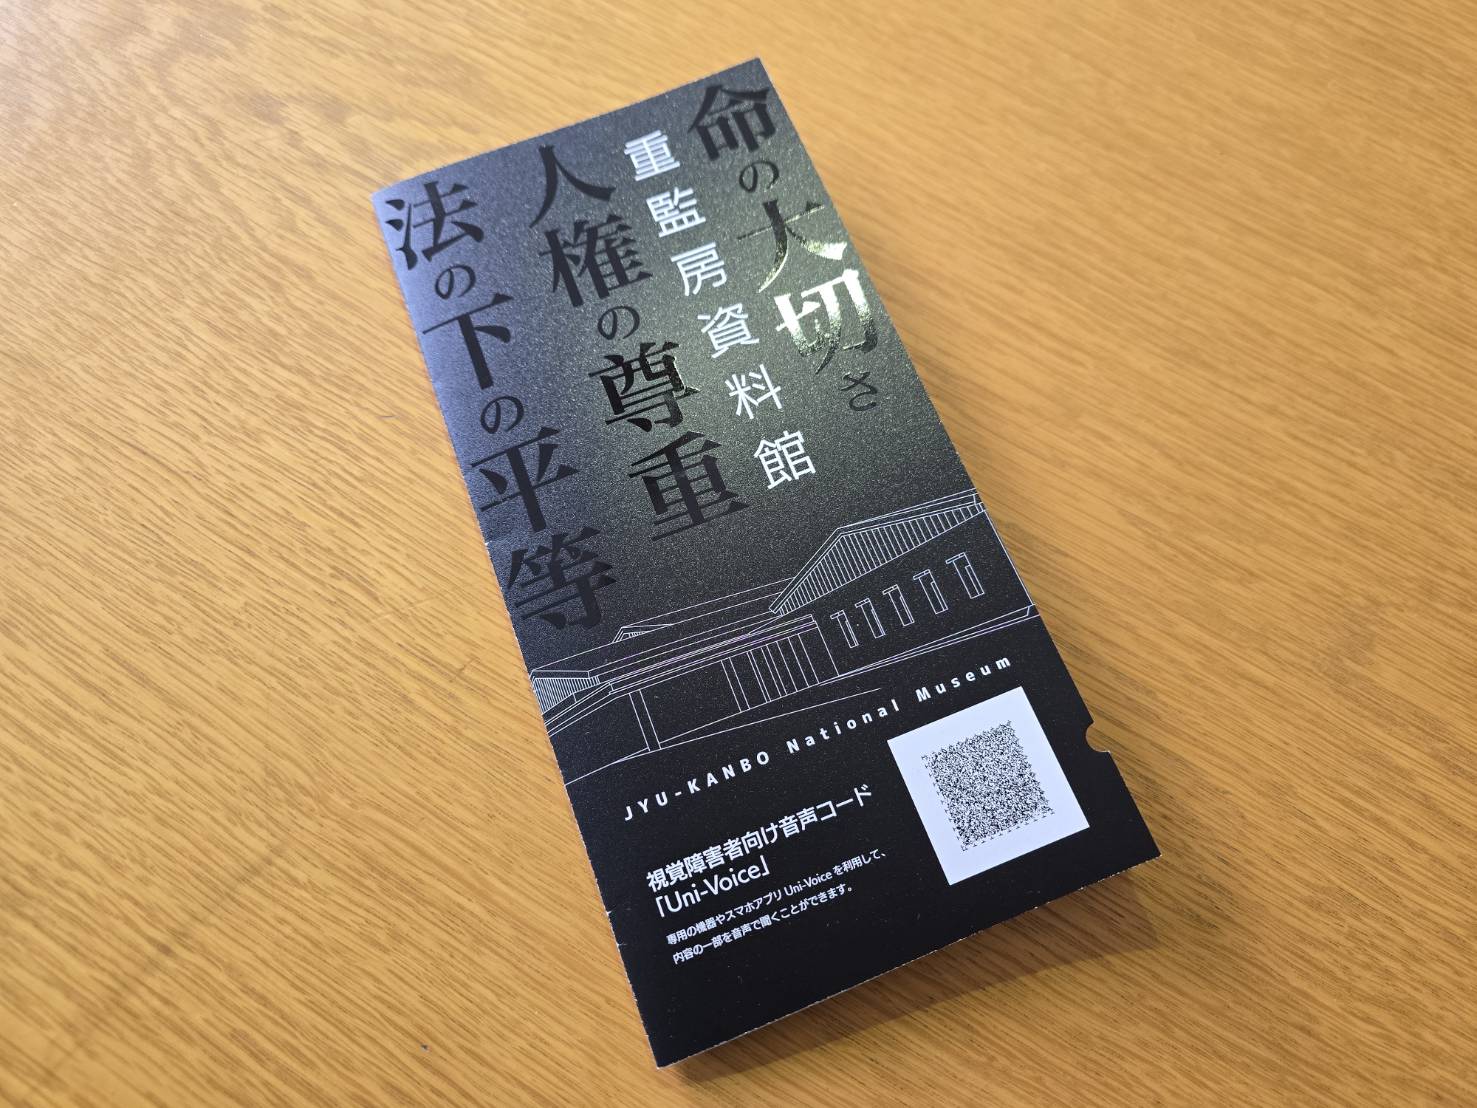 命の大切さ
重監房資料館
人権の尊重
法の下の平等
JYU-KANBO National Museum
視覚障害者向け音声コード
「Uni-Voice」
専用の機器やスマホアプリ Uni-Voice を利用して、
内容の一部を音声で聞くことができます。